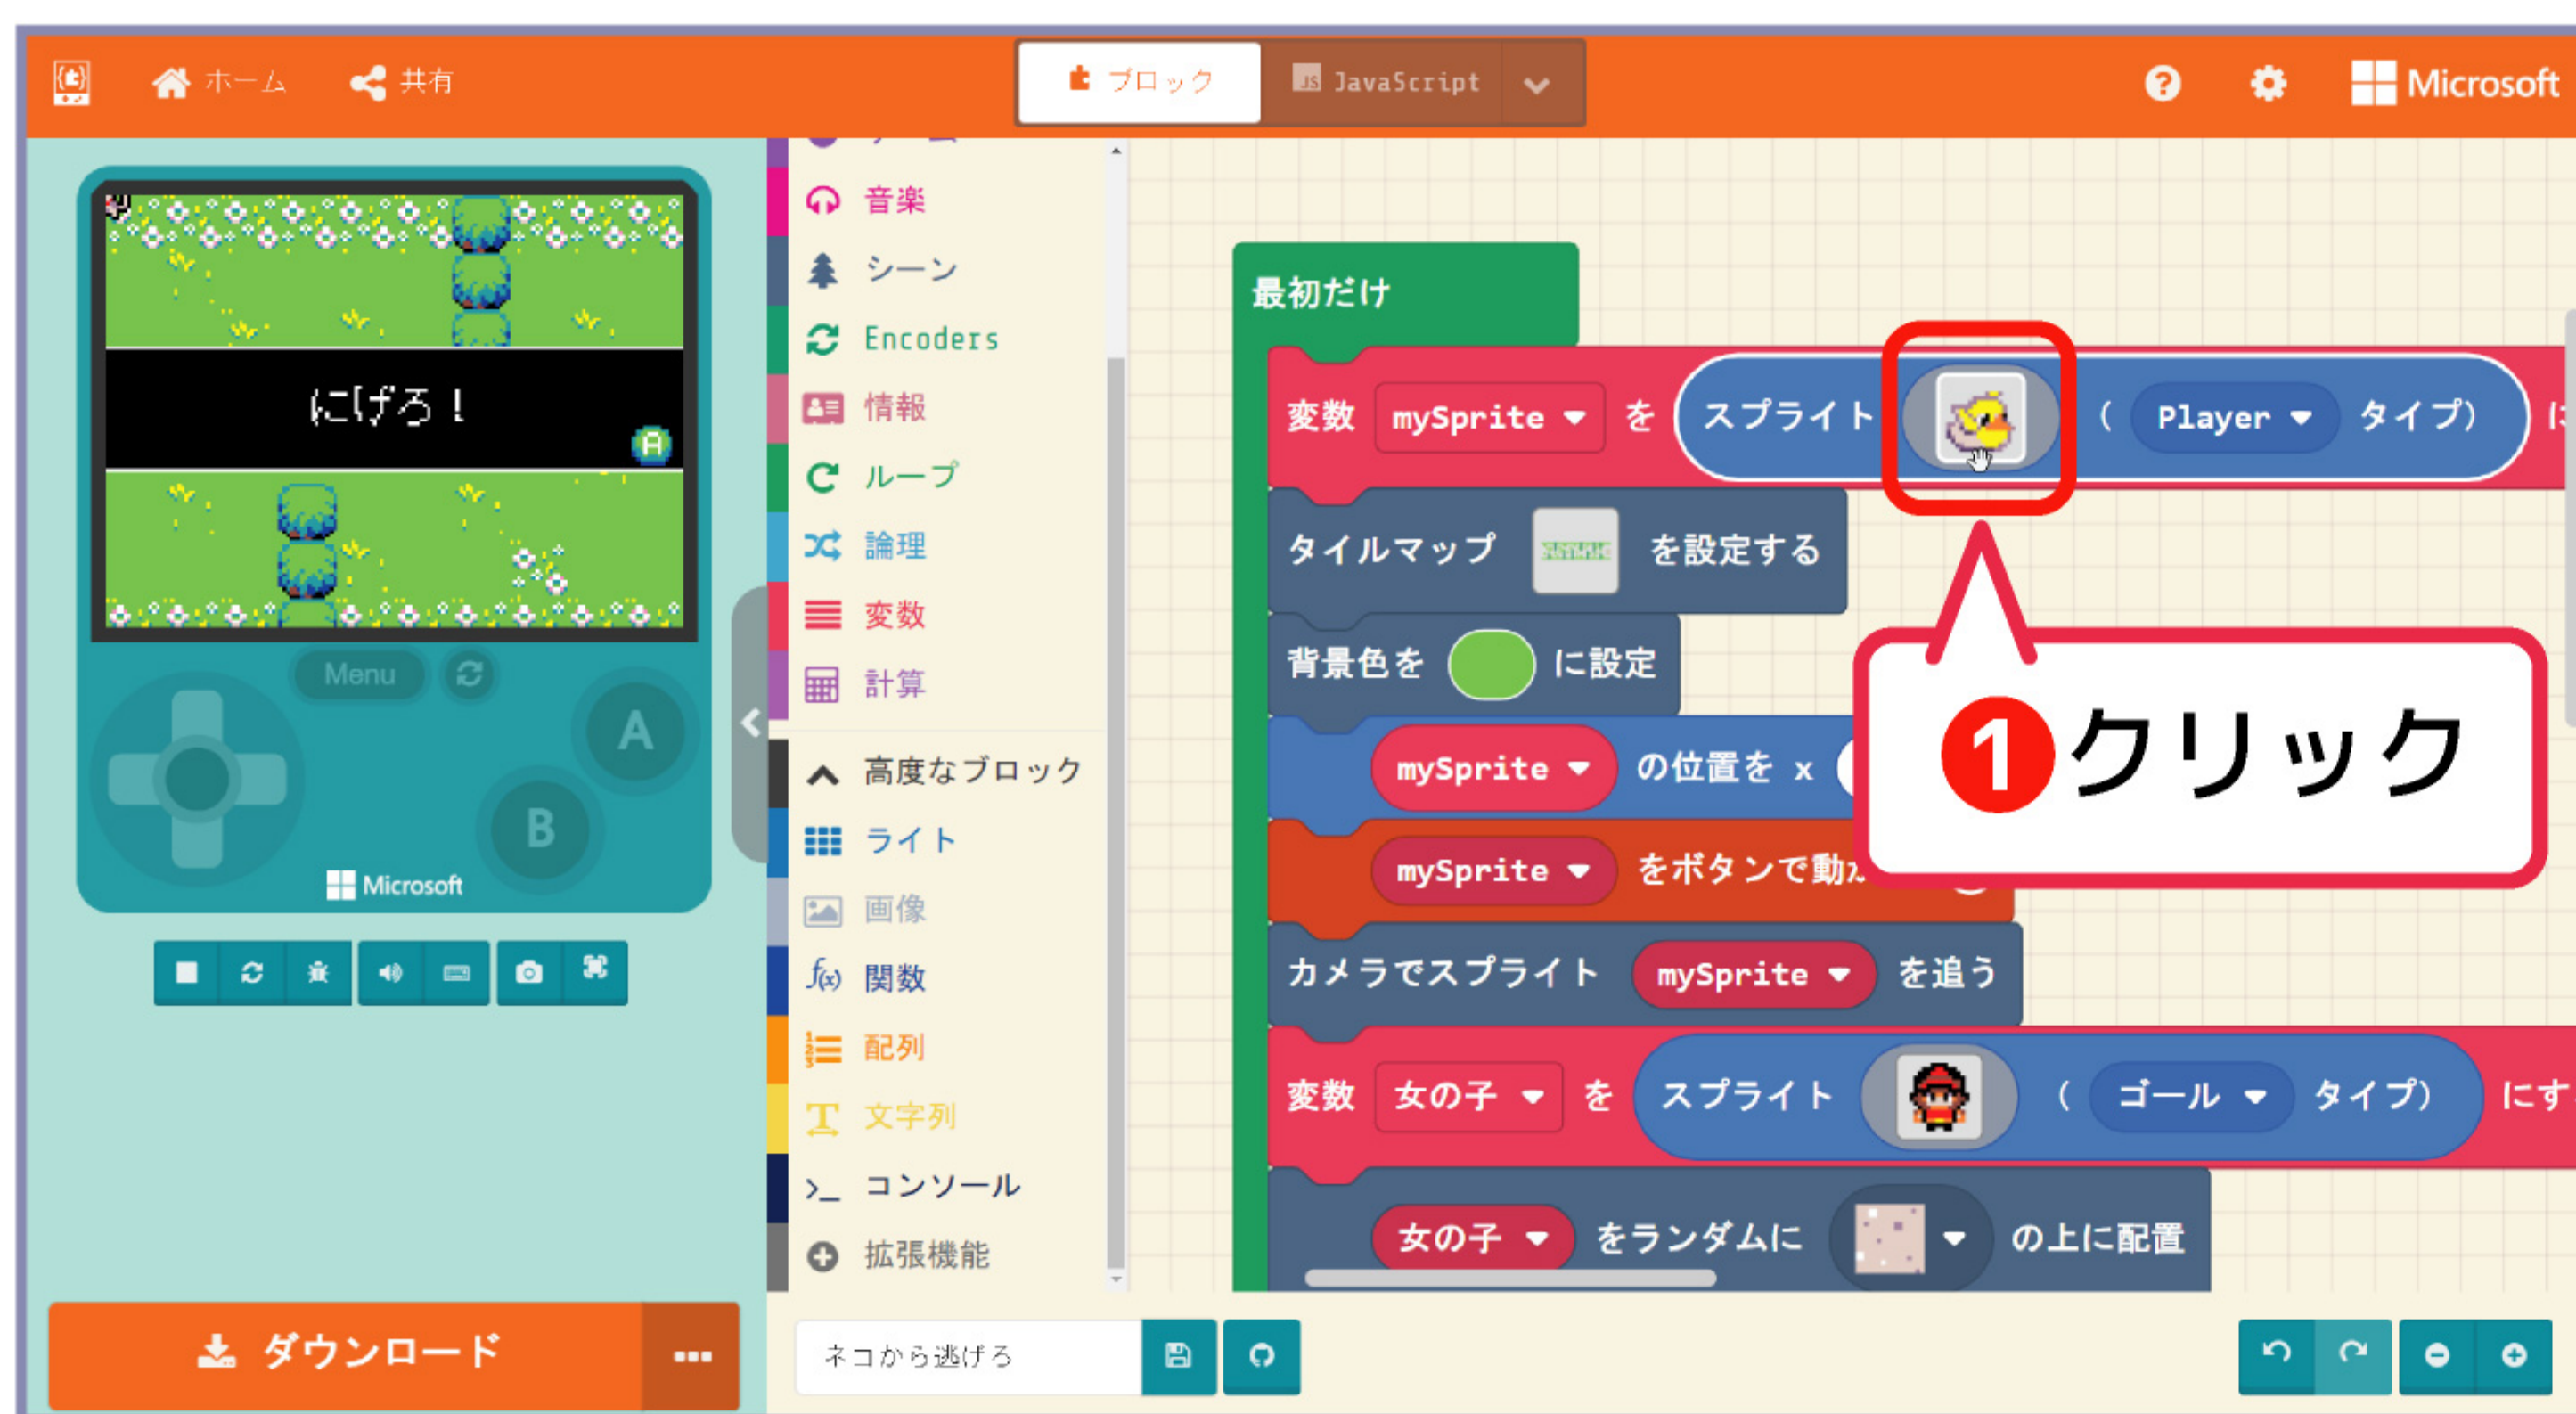 ホーム
共有
ブロック
JS JavaScript
Microsoft
にげろ！
A
Menu
A
B
Microsoft
ダウンロード
音楽
シーン
Encoders
情報
ループ
論理
変数
計算
高度なブロック
ライト
画像
関数
配列
文字列
コンソール
拡張機能
最初だけ
変数 mySprite を スプライト ( Player タイプ)
タイルマップ を設定する
背景色を に設定
mySprite の位置を x
mySprite をボタンで動
カメラでスプライト mySprite を追う
変数 女の子 を スプライト ( ゴール タイプ) にす
女の子 をランダムに の上に配置
❶クリック
ネコから逃げろ